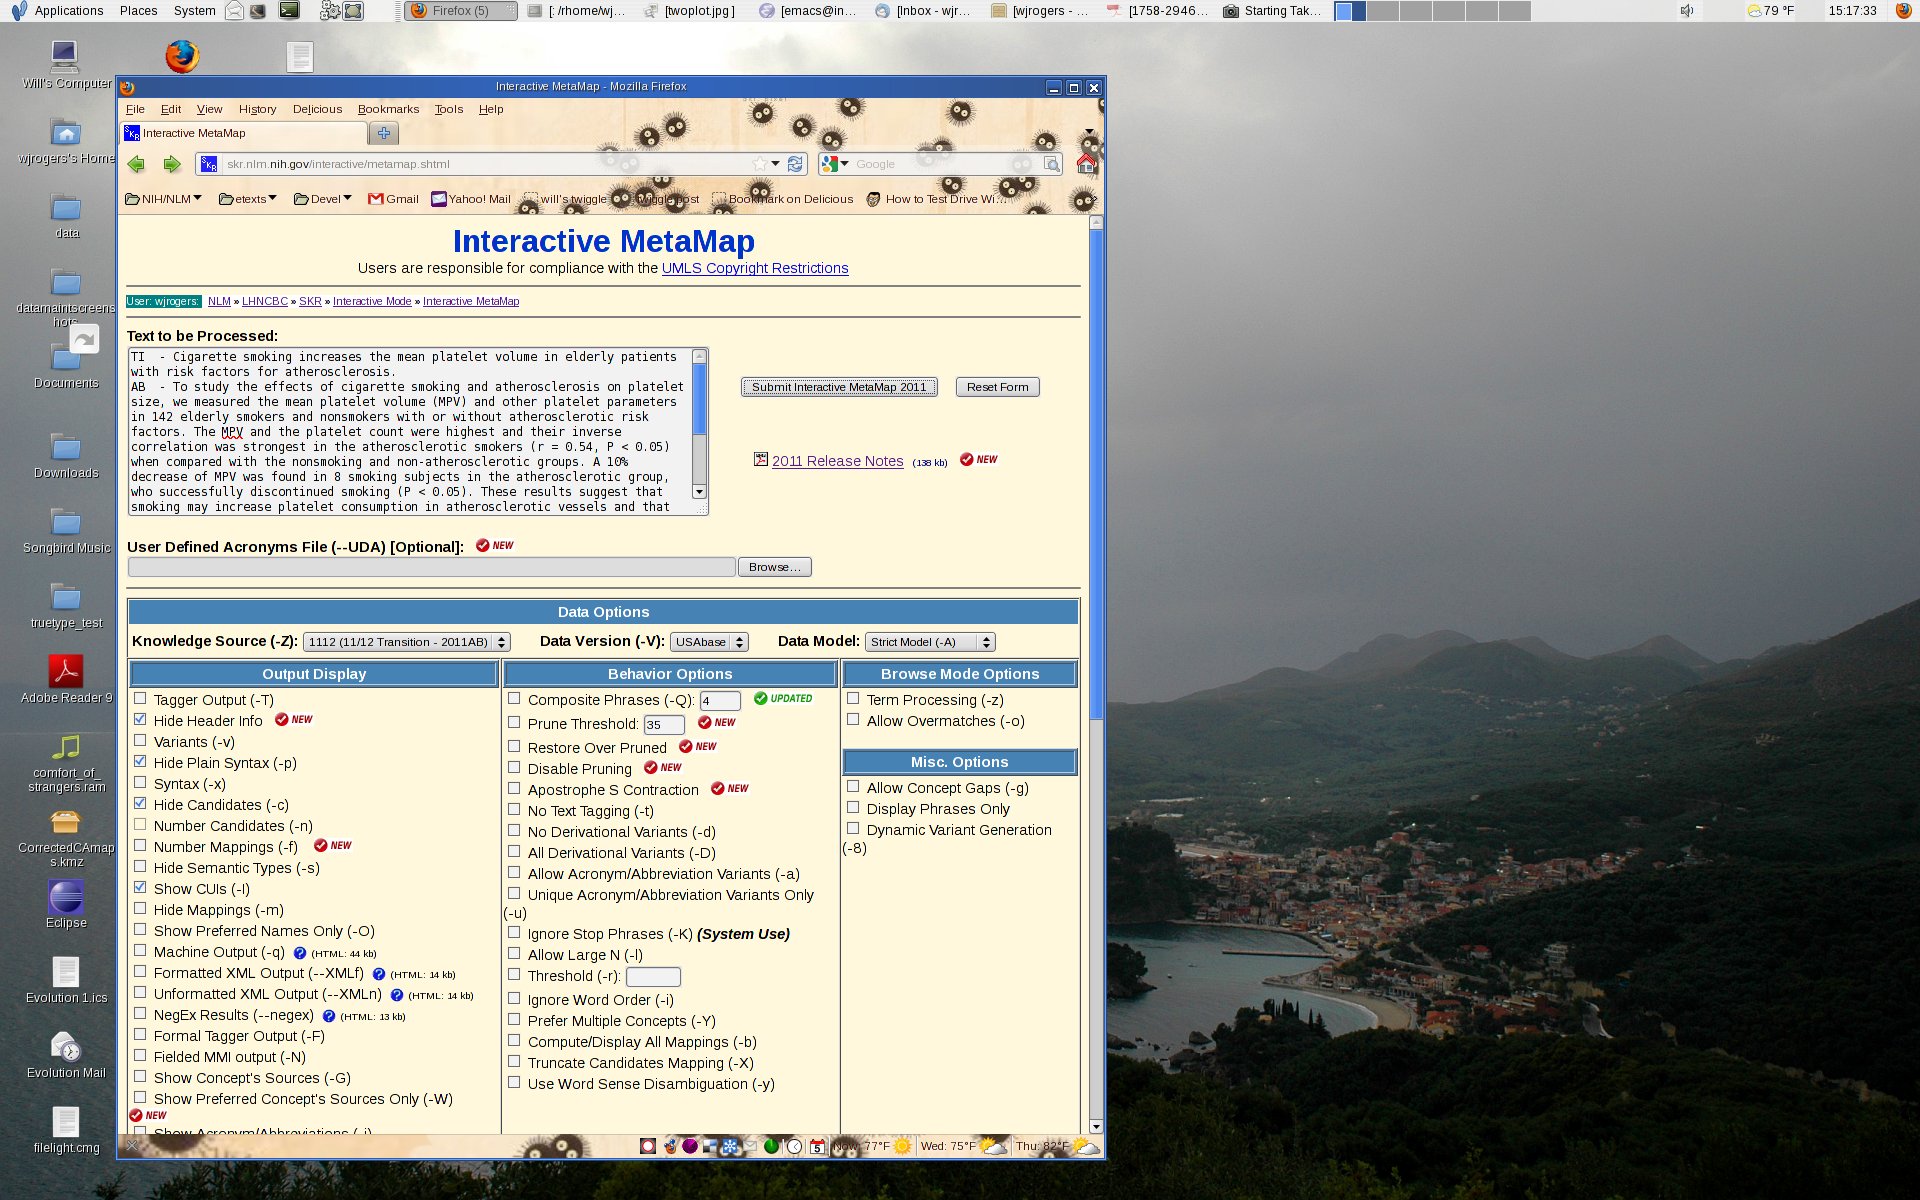 Applications Places System
Firefox (5)
[: /rhome/wj...
[twoplot.jpg ]
[emacs@in...
[Inbox - wjr...
[wjrogers - ...
[1758-2946...
Starting Tak...
79 °F
15:17:33
Will's Computer
wjrogers's Home
data
datamaintscreens
hots
Documents
Downloads
Songbird Music
truetype_test
Adobe Reader 9
comfort_of_
strangers.ram
CorrectedCAmap
s.kmz
Eclipse
Evolution 1.ics
Evolution Mail
filelight.cmg
Interactive MetaMap - Mozilla Firefox
File Edit View History Delicious Bookmarks Tools Help
Interactive MetaMap
skr.nlm.nih.gov/interactive/metamap.shtml
Google
NIH/NLM etexts Devel Gmail Yahoo! Mail will's twiggle twiggle post Bookmark on Delicious How to Test Drive Wi...
Interactive MetaMap
Users are responsible for compliance with the UMLS Copyright Restrictions
User: wjrogers: NLM » LHNCBC » SKR » Interactive Mode » Interactive MetaMap
Text to be Processed:
TI - Cigarette smoking increases the mean platelet volume in elderly patients
with risk factors for atherosclerosis.
AB - To study the effects of cigarette smoking and atherosclerosis on platelet
size, we measured the mean platelet volume (MPV) and other platelet parameters
in 142 elderly smokers and nonsmokers with or without atherosclerotic risk
factors. The MPV and the platelet count were highest and their inverse
correlation was strongest in the atherosclerotic smokers (r = 0.54, P < 0.05)
when compared with the nonsmoking and non-atherosclerotic groups. A 10%
decrease of MPV was found in 8 smoking subjects in the atherosclerotic group,
who successfully discontinued smoking (P < 0.05). These results suggest that
smoking may increase platelet consumption in atherosclerotic vessels and that
Submit Interactive MetaMap 2011
Reset Form
2011 Release Notes (138 kb) NEW
User Defined Acronyms File (--UDA) [Optional]: NEW
Browse...
Data Options
Knowledge Source (-Z): 1112 (11/12 Transition - 2011AB) Data Version (-V): USAbase Data Model: Strict Model (-A)
Output Display
Tagger Output (-T)
Hide Header Info NEW
Variants (-v)
Hide Plain Syntax (-p)
Syntax (-x)
Hide Candidates (-c)
Number Candidates (-n)
Number Mappings (-f) NEW
Hide Semantic Types (-s)
Show CUIs (-I)
Hide Mappings (-m)
Show Preferred Names Only (-O)
Machine Output (-q) (HTML: 44 kb)
Formatted XML Output (--XMLf) (HTML: 14 kb)
Unformatted XML Output (--XMLn) (HTML: 14 kb)
NegEx Results (--negex) (HTML: 13 kb)
Formal Tagger Output (-F)
Fielded MMI output (-N)
Show Concept's Sources (-G)
Show Preferred Concept's Sources Only (-W)
NEW
Show Acronym/Abbreviations (-j)
Behavior Options
Composite Phrases (-Q): 4 UPDATED
Prune Threshold: 35 NEW
Restore Over Pruned NEW
Disable Pruning NEW
Apostrophe S Contraction NEW
No Text Tagging (-t)
No Derivational Variants (-d)
All Derivational Variants (-D)
Allow Acronym/Abbreviation Variants (-a)
Unique Acronym/Abbreviation Variants Only
(-u)
Ignore Stop Phrases (-K) (System Use)
Allow Large N (-l)
Threshold (-r):
Ignore Word Order (-i)
Prefer Multiple Concepts (-Y)
Compute/Display All Mappings (-b)
Truncate Candidates Mapping (-X)
Use Word Sense Disambiguation (-y)
Browse Mode Options
Term Processing (-z)
Allow Overmatches (-o)
Misc. Options
Allow Concept Gaps (-g)
Display Phrases Only
Dynamic Variant Generation
(-8)
5
Now: 77°F Wed: 75°F Thu: 82°F